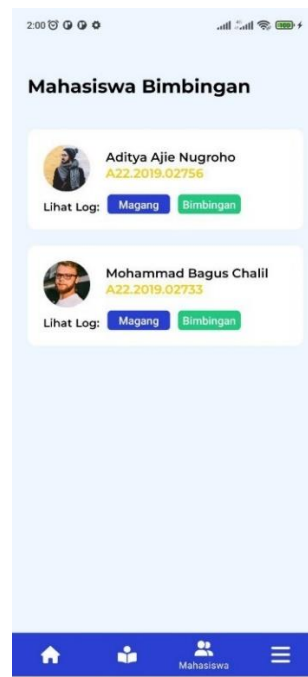 2:00
Mahasiswa Bimbingan
Aditya Ajie Nugroho
A22.2019.02756
Lihat Log: Magang Bimbingan
Mohammad Bagus Chalil
A22.2019.02733
Lihat Log: Magang Bimbingan
Mahasiswa